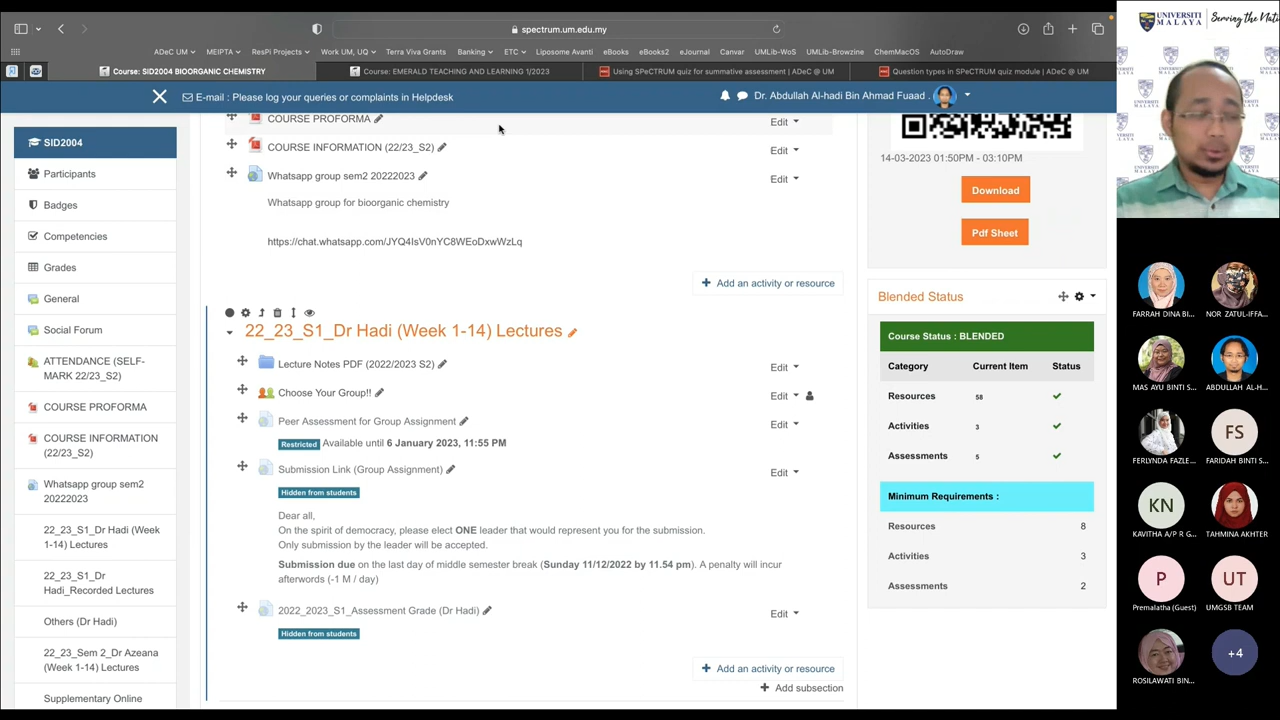 spectrum.um.edu.my
UNIVERSITI
MALAYA
Serving the Nati
ADeC UM
MEIPTA
ResPi Projects
Work UM, UQ
Terra Viva Grants
Banking
ETC
Liposome Avanti
eBooks
eBooks2
eJournal
Canvar
UMLib-WoS
UMLib-Browzine
ChemMacOS
AutoDraw
Course: SID2004 BIOORGANIC CHEMISTRY
Course: EMERALD TEACHING AND LEARNING 1/2023
Using SPeCTRUM quiz for summative assessment | ADeC @ UM
Question types in SPeCTRUM quiz module | ADeC @ UM
E-mail : Please log your queries or complaints in Helpdesk
Dr. Abdullah Al-hadi Bin Ahmad Fuaad .
SID2004
Participants
Badges
Competencies
Grades
General
Social Forum
ATTENDANCE (SELF-
MARK 22/23_S2)
COURSE PROFORMA
COURSE INFORMATION
(22/23_S2)
Whatsapp group sem2
20222023
22_23_S1_Dr Hadi (Week
1-14) Lectures
22_23_S1_Dr
Hadi_Recorded Lectures
Others (Dr Hadi)
22_23_Sem 2_Dr Azeana
(Week 1-14) Lectures
Supplementary Online
COURSE PROFORMA
Edit
COURSE INFORMATION (22/23_S2)
Edit
Whatsapp group sem2 20222023
Edit
Whatsapp group for bioorganic chemistry
https://chat.whatsapp.com/JYQ4IsV0nYC8WEoDxwWzLq
Add an activity or resource
22_23_S1_Dr Hadi (Week 1-14) Lectures
Lecture Notes PDF (2022/2023 S2)
Edit
Choose Your Group!!
Edit
Peer Assessment for Group Assignment
Edit
Restricted Available until 6 January 2023, 11:55 PM
Submission Link (Group Assignment)
Edit
Hidden from students
Dear all,
On the spirit of democracy, please elect ONE leader that would represent you for the submission.
Only submission by the leader will be accepted.
Submission due on the last day of middle semester break (Sunday 11/12/2022 by 11.54 pm). A penalty will incur
afterwords (-1 M / day)
2022_2023_S1_Assessment Grade (Dr Hadi)
Edit
Hidden from students
Add an activity or resource
Add subsection
14-03-2023 01:50PM - 03:10PM
Download
Pdf Sheet
Blended Status
Course Status : BLENDED
Category Current Item Status
Resources 58
Activities 3
Assessments 5
Minimum Requirements :
Resources 8
Activities 3
Assessments 2
FARRAH DINA BI...
NOR ZATUL-IFFA...
MAS AYU BINTI S...
ABDULLAH AL-H...
FERLYNDA FAZLE...
FS
FARIDAH BINTI S...
KN
KAVITHA A/P R G...
TAHMINA AKHTER
P
Premalatha (Guest)
UT
UMGSB TEAM
ROSILAWATI BIN...
+4